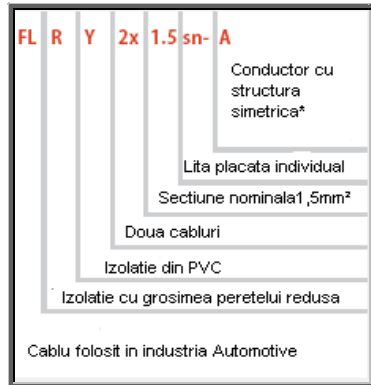 FL R Y 2x 1.5 sn- A
Conductor cu
structura
simetrica*
Lita placata individual
Sectiune nominala1,5mm²
Doua cabluri
Izolatie din PVC
Izolatie cu grosimea peretelui redusa
Cablu folosit in industria Automotive